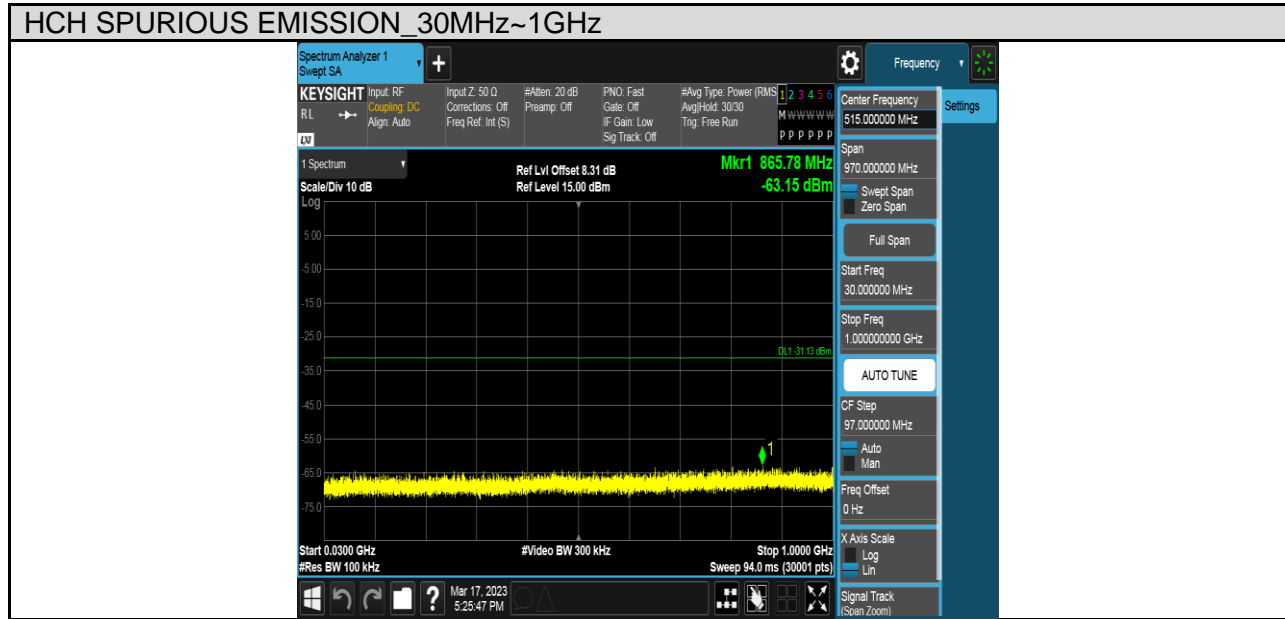 HCH SPURIOUS EMISSION_30MHz~1GHz
Spectrum Analyzer 1
Swept SA
+
Frequency
KEYSIGHT
RL
LXI
Input: RF
Coupling: DC
Align: Auto
Input Z: 50 Ω
Corrections: Off
Freq Ref: Int (S)
#Atten: 20 dB
Preamp: Off
PNO: Fast
Gate: Off
IF Gain: Low
Sig Track: Off
#Avg Type: Power (RMS
Avg|Hold: 30/30
Trig: Free Run
1 2 3 4 5 6
M W W W W W
P P P P P P
1 Spectrum
Scale/Div 10 dB
Log
Ref Lvl Offset 8.31 dB
Ref Level 15.00 dBm
Mkr1 865.78 MHz
-63.15 dBm
5.00
-5.00
-15.0
-25.0
DL1 -31.13 dBm
-35.0
-45.0
-55.0
1
-65.0
-75.0
Start 0.0300 GHz
#Res BW 100 kHz
#Video BW 300 kHz
Stop 1.0000 GHz
Sweep 94.0 ms (30001 pts)
Center Frequency
515.000000 MHz
Settings
Span
970.000000 MHz
Swept Span
Zero Span
Full Span
Start Freq
30.000000 MHz
Stop Freq
1.000000000 GHz
AUTO TUNE
CF Step
97.000000 MHz
Auto
Man
Freq Offset
0 Hz
X Axis Scale
Log
Lin
Signal Track
(Span Zoom)
?
Mar 17, 2023
5:25:47 PM